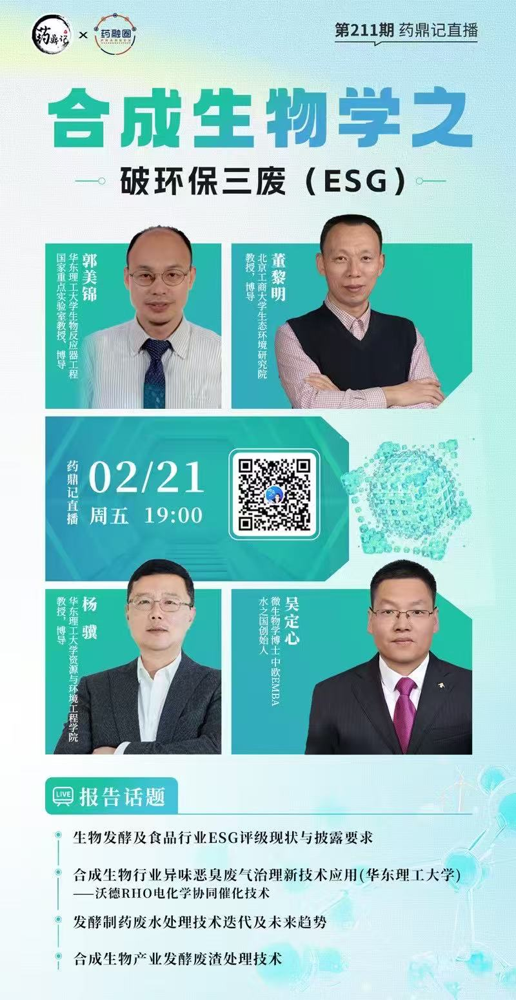 药鼎记
×
药融圈
PHARNEX
第211期 药鼎记直播
合成生物学之
破环保三废（ESG）
郭美锦
华东理工大学生物反应器工程
国家重点实验室教授、博导
董黎明
北京工商大学生态环境研究院
教授，博导
药鼎记直播
02/21
周五 19:00
杨骥
华东理工大学资源与环境工程学院
教授，博导
吴定心
微生物学博士 中欧EMBA
水之国创始人
LIVE
报告话题
生物发酵及食品行业ESG评级现状与披露要求
合成生物行业异味恶臭废气治理新技术应用(华东理工大学)
——沃德RHO电化学协同催化技术
发酵制药废水处理技术迭代及未来趋势
合成生物产业发酵废渣处理技术